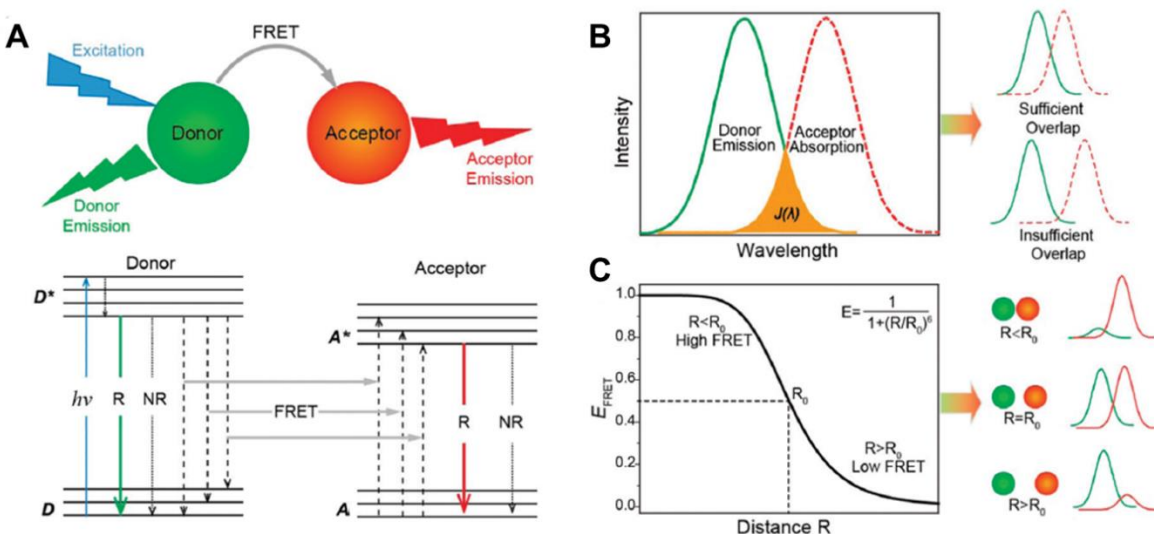 A
Excitation
FRET
Donor
Acceptor
Donor
Emission
Acceptor
Emission
Donor
Acceptor
D*
A*
hν
R
NR
FRET
R
NR
D
A
B
Intensity
Donor
Emission
Acceptor
Absorption
J(λ)
Wavelength
Sufficient
Overlap
Insufficient
Overlap
C
E_FRET
1.0
0.8
0.6
0.4
0.2
0.0
R<R₀
High FRET
E= 1
1+(R/R₀)⁶
R₀
R>R₀
Low FRET
Distance R
R<R₀
R=R₀
R>R₀